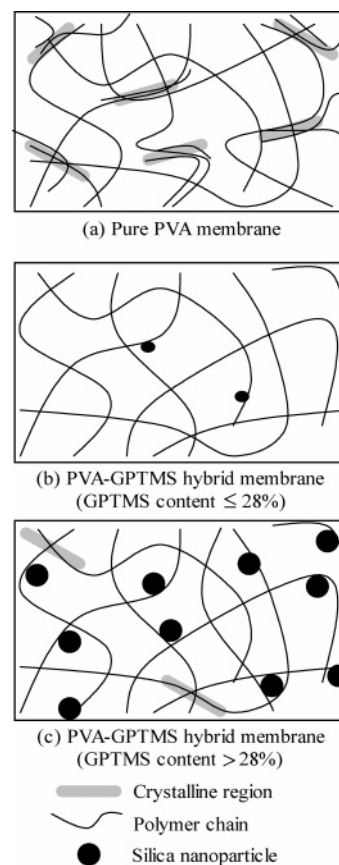 (a) Pure PVA membrane
(b) PVA-GPTMS hybrid membrane
(GPTMS content ≤ 28%)
(c) PVA-GPTMS hybrid membrane
(GPTMS content > 28%)
Crystalline region
Polymer chain
Silica nanoparticle